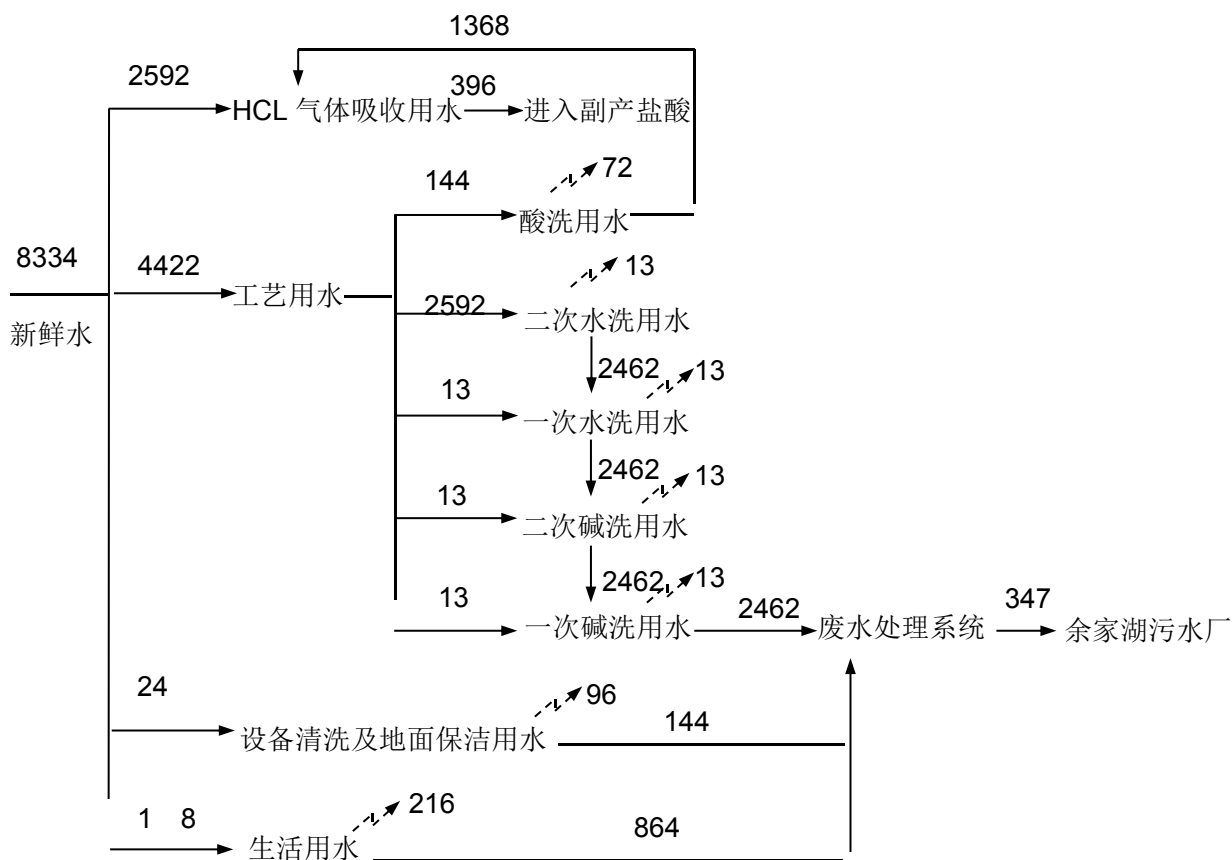 1368
2592
HCL 气体吸收用水
396
进入副产盐酸
144
72
酸洗用水
8334
新鲜水
4422
工艺用水
13
2592
二次水洗用水
2462
13
13
一次水洗用水
2462
13
13
二次碱洗用水
2462
13
13
一次碱洗用水
2462
废水处理系统
347
余家湖污水厂
24
96
设备清洗及地面保洁用水
144
1 8
216
生活用水
864